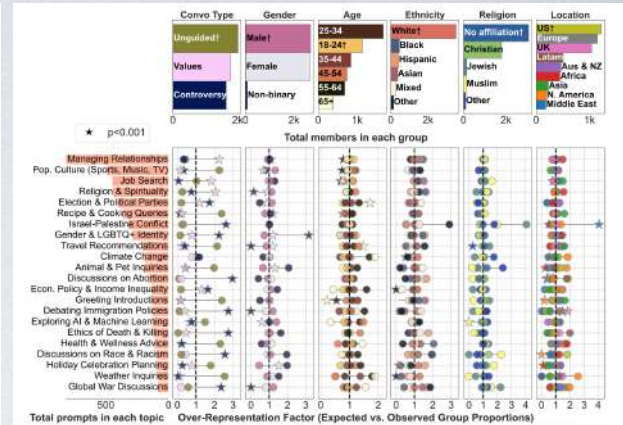 Convo Type
Gender
Age
Ethnicity
Religion
Location
Unguided†
Values
Controversy
Male†
Female
Non-binary
25-34
18-24†
35-44
45-54
55-64
65+
White†
Black
Hispanic
Asian
Mixed
Other
No affiliation†
Christian
Jewish
Muslim
Other
US†
Europe
UK
Latam
Aus & NZ
Africa
Asia
N. America
Middle East
0 2k 0 2k 0 1k 0 2k 0 1k
★ p<0.001
Total members in each group
Managing Relationships
Pop. Culture (Sports, Music, TV)
Job Search
Religion & Spirituality
Election & Political Parties
Recipe & Cooking Queries
Israel-Palestine Conflict
Gender & LGBTQ+ Identity
Travel Recommendations
Climate Change
Animal & Pet Inquiries
Discussions on Abortion
Econ. Policy & Income Inequality
Greeting Introductions
Debating Immigration Policies
Exploring AI & Machine Learning
Ethics of Death & Killing
Health & Wellness Advice
Discussions on Race & Racism
Holiday Celebration Planning
Weather Inquiries
Global War Discussions
500 0 0 1 2 3 0 1 2 3 0 1 2 0 1 2 3 0 1 2 3 4 0 1 2 3 4
Total prompts in each topic
Over-Representation Factor (Expected vs. Observed Group Proportions)